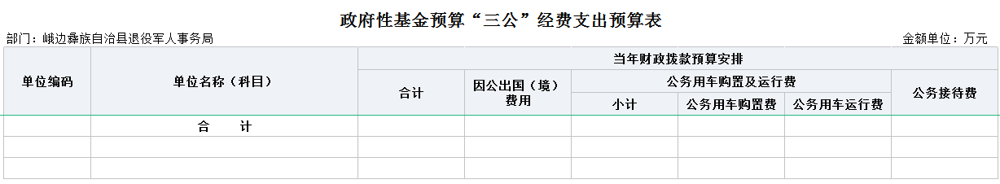 政府性基金预算“三公”经费支出预算表
部门：峨边彝族自治县退役军人事务局 金额单位：万元
单位编码 单位名称（科目） 当年财政拨款预算安排
合计 因公出国（境）费用 公务用车购置及运行费 公务接待费
小计 公务用车购置费 公务用车运行费
合 计